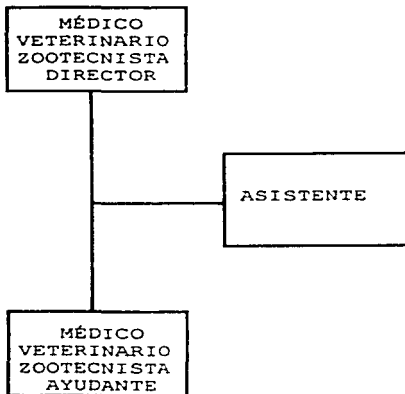 MÉDICO
VETERINARIO
ZOOTECNISTA
DIRECTOR
ASISTENTE
MÉDICO
VETERINARIO
ZOOTECNISTA
AYUDANTE